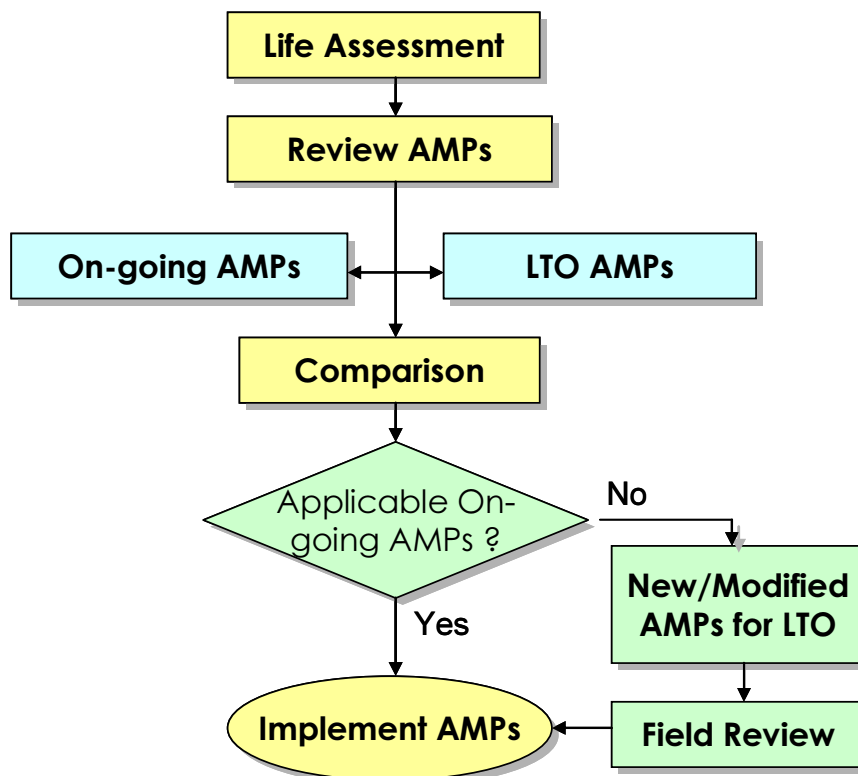 Life Assessment
Review AMPs
On-going AMPs
LTO AMPs
Comparison
Applicable On-
going AMPs ?
No
Yes
New/Modified
AMPs for LTO
Implement AMPs
Field Review